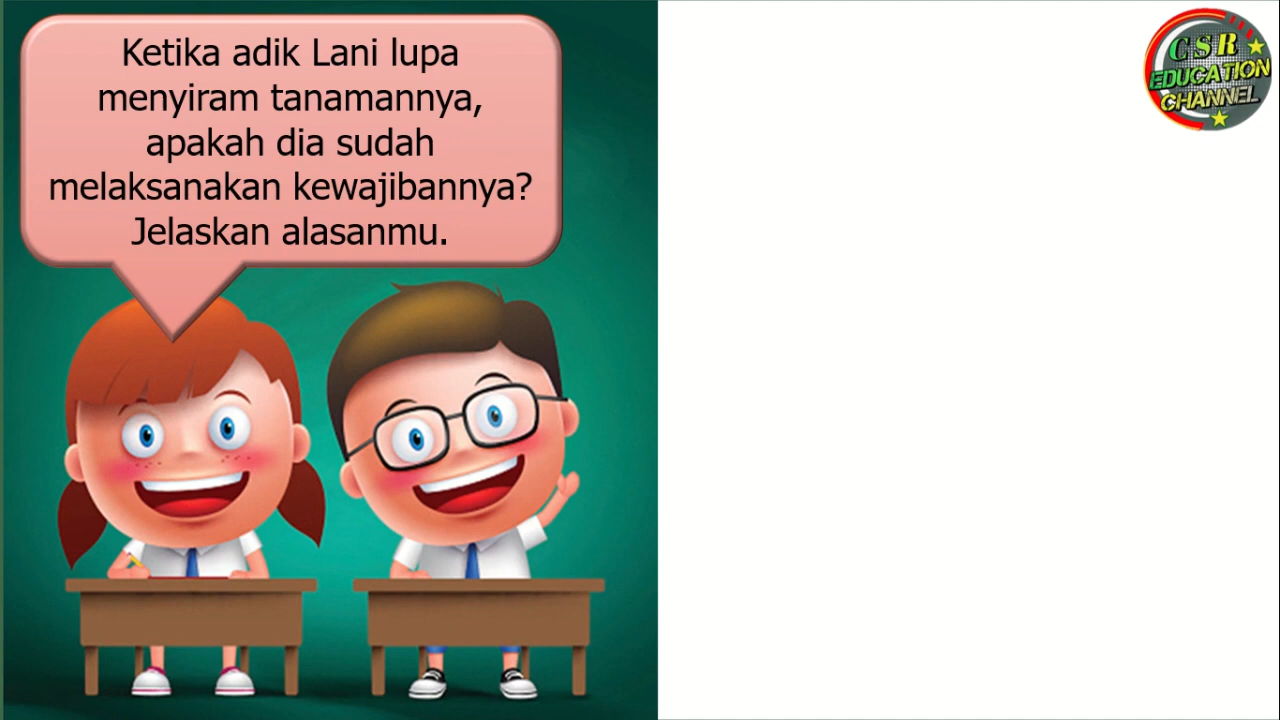 Ketika adik Lani lupa
menyiram tanamannya,
apakah dia sudah
melaksanakan kewajibannya?
Jelaskan alasanmu.
CSR
EDUCATION
CHANNEL